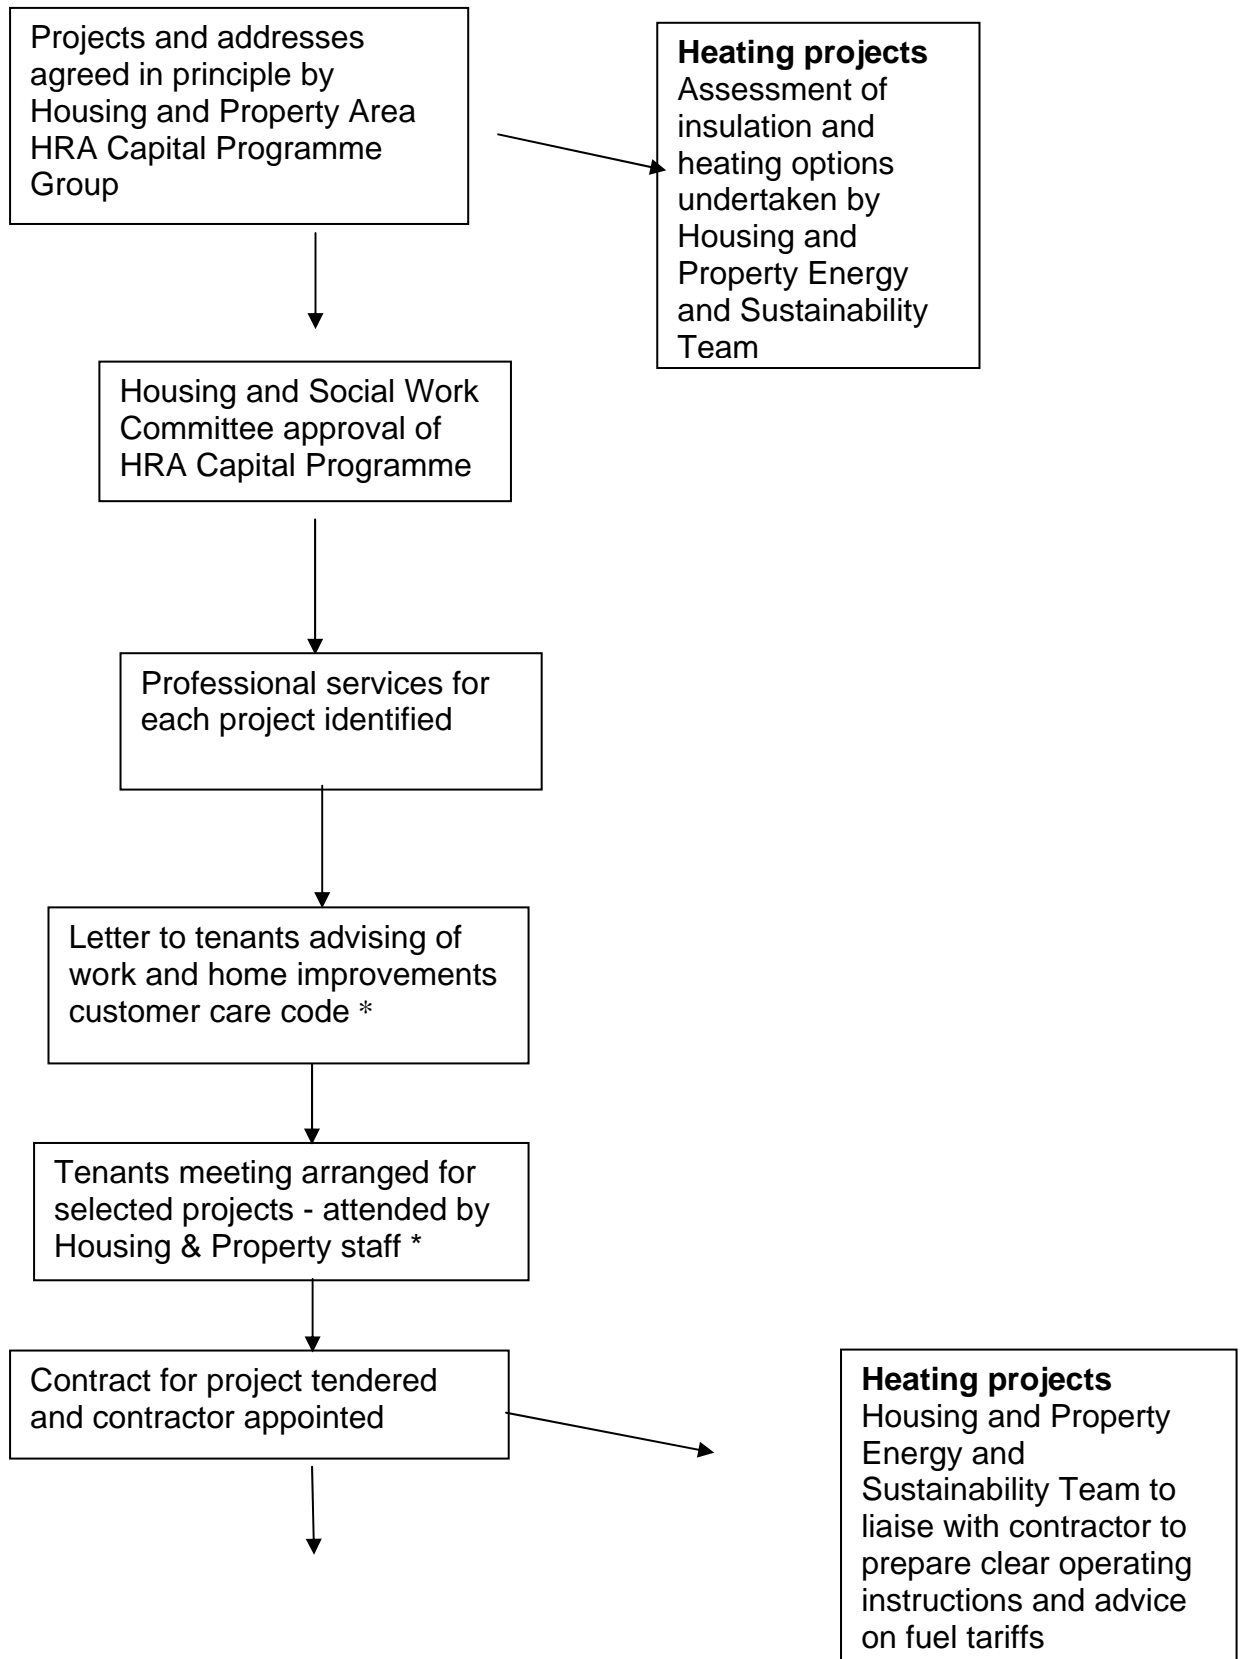 Projects and addresses
agreed in principle by
Housing and Property Area
HRA Capital Programme
Group
Heating projects
Assessment of
insulation and
heating options
undertaken by
Housing and
Property Energy
and Sustainability
Team
Housing and Social Work
Committee approval of
HRA Capital Programme
Professional services for
each project identified
Letter to tenants advising of
work and home improvements
customer care code *
Tenants meeting arranged for
selected projects - attended by
Housing & Property staff *
Contract for project tendered
and contractor appointed
Heating projects
Housing and Property
Energy and
Sustainability Team to
liaise with contractor to
prepare clear operating
instructions and advice
on fuel tariffs